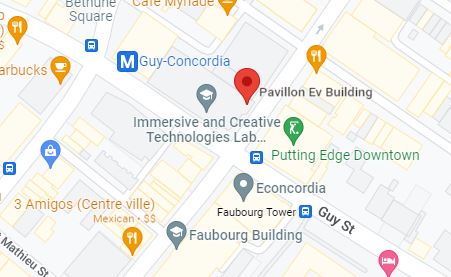 Bethune
Square
Café Myriade
M Guy-Concordia
Starbucks
Pavillon Ev Building
Immersive and Creative
Technologies Lab...
Putting Edge Downtown
Econcordia
3 Amigos (Centre ville)
Mexican • $$
Faubourg Tower
Guy St
Faubourg Building
Mathieu St